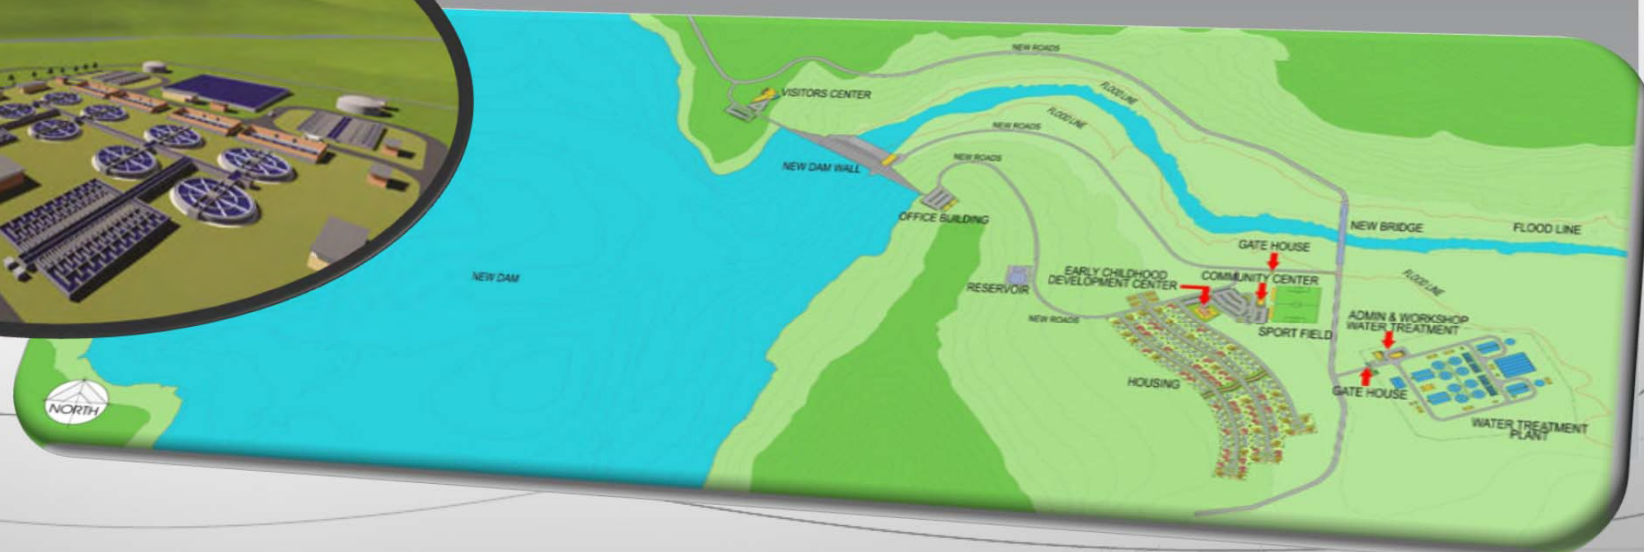 NEW ROADS
VISITORS CENTER
FLOOD LINE
FLOOD LINE
NEW ROADS
NEW DAM WALL
NEW ROADS
OFFICE BUILDING
NEW BRIDGE
FLOOD LINE
GATE HOUSE
NEW DAM
EARLY CHILDHOOD
DEVELOPMENT CENTER
COMMUNITY CENTER
FLOOD LINE
RESERVOIR
NEW ROADS
SPORT FIELD
ADMIN & WORKSHOP
WATER TREATMENT
HOUSING
GATE HOUSE
NORTH
WATER TREATMENT
PLANT